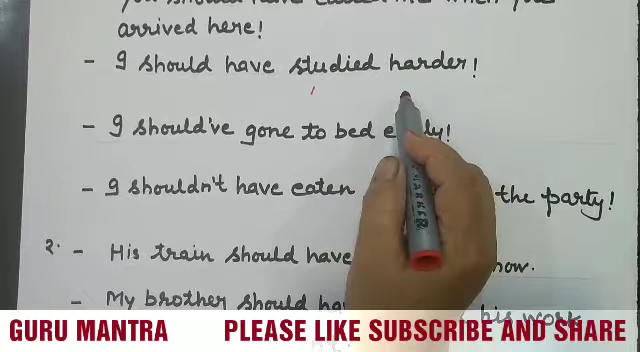 arrived here!
- I should have studied harder!
- I should've gone to bed
- I shouldn't have eaten the party!
2. - His train should have now.
- My brother should his work
GURU MANTRA PLEASE LIKE SUBSCRIBE AND SHARE